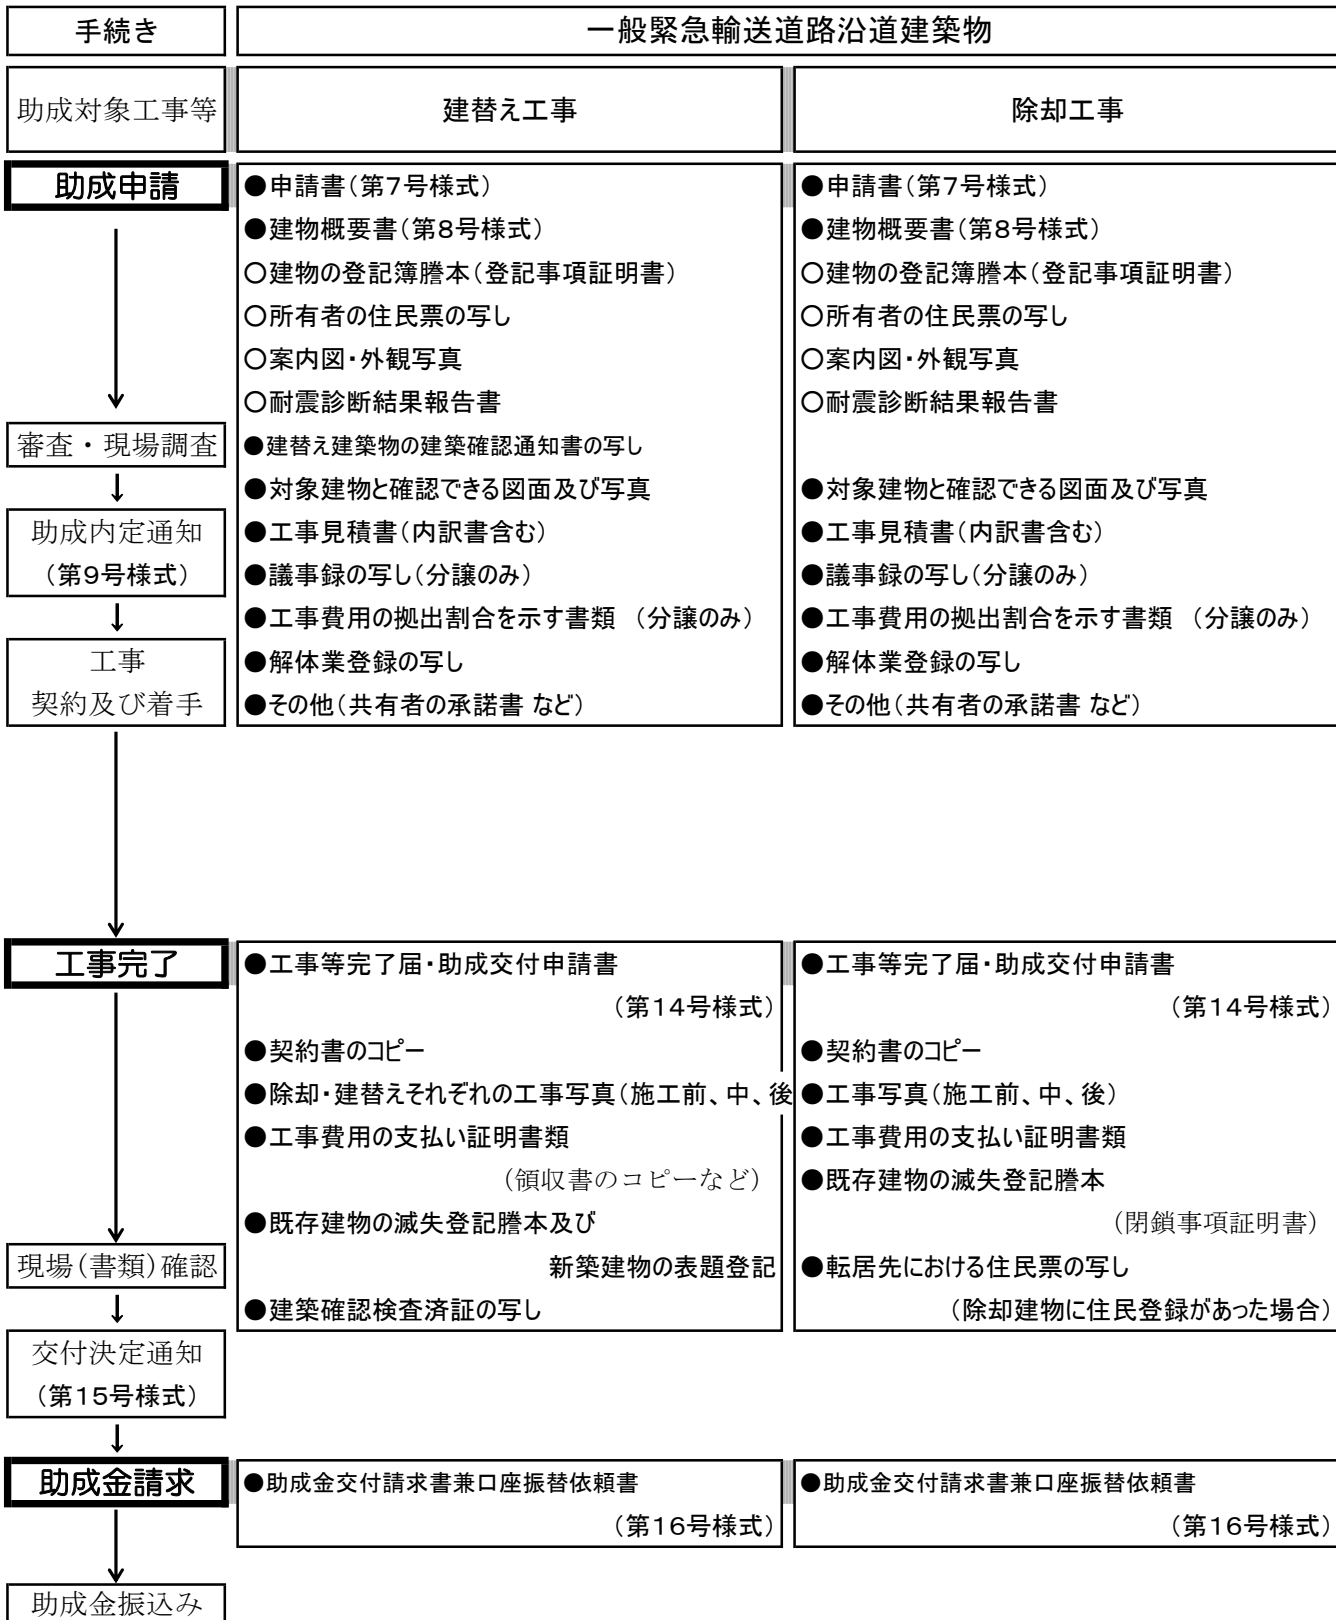 手続き
一般緊急輸送道路沿道建築物
助成対象工事等
建替え工事
除却工事
助成申請
審査・現場調査
助成内定通知
（第9号様式）
工事
契約及び着手
●申請書（第7号様式）
●建物概要書（第8号様式）
○建物の登記簿謄本（登記事項証明書）
○所有者の住民票の写し
○案内図・外観写真
○耐震診断結果報告書
●建替え建築物の建築確認通知書の写し
●対象建物と確認できる図面及び写真
●工事見積書（内訳書含む）
●議事録の写し（分譲のみ）
●工事費用の拠出割合を示す書類　（分譲のみ）
●解体業登録の写し
●その他（共有者の承諾書 など）
●申請書（第7号様式）
●建物概要書（第8号様式）
○建物の登記簿謄本（登記事項証明書）
○所有者の住民票の写し
○案内図・外観写真
○耐震診断結果報告書
●対象建物と確認できる図面及び写真
●工事見積書（内訳書含む）
●議事録の写し（分譲のみ）
●工事費用の拠出割合を示す書類　（分譲のみ）
●解体業登録の写し
●その他（共有者の承諾書 など）
工事完了
現場（書類）確認
交付決定通知
（第15号様式）
●工事等完了届・助成交付申請書
（第14号様式）
●契約書のコピー
●除却・建替えそれぞれの工事写真（施工前、中、後
●工事費用の支払い証明書類
（領収書のコピーなど）
●既存建物の滅失登記謄本及び
新築建物の表題登記
●建築確認検査済証の写し
●工事等完了届・助成交付申請書
（第14号様式）
●契約書のコピー
●工事写真（施工前、中、後）
●工事費用の支払い証明書類
●既存建物の滅失登記謄本
（閉鎖事項証明書）
●転居先における住民票の写し
（除却建物に住民登録があった場合）
助成金請求
●助成金交付請求書兼口座振替依頼書
（第16号様式）
●助成金交付請求書兼口座振替依頼書
（第16号様式）
助成金振込み